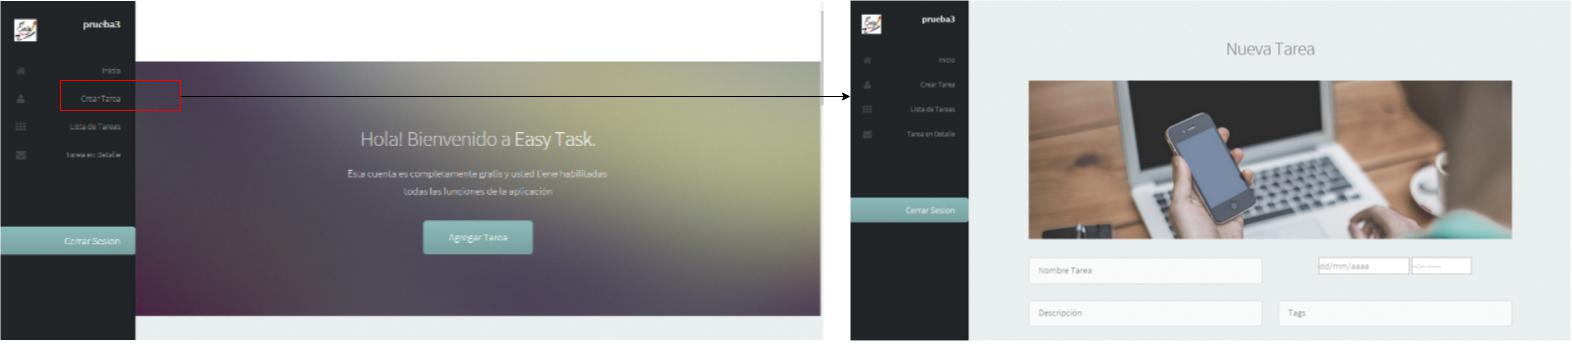 prueba3
Inicio
Crear Tarea
Lista de Tareas
Tarea en Detalle
Cerrar Sesion
Hola! Bienvenido a Easy Task.
Esta cuenta es completamente gratis y usted tiene habilitadas
todas las funciones de la aplicación
Agregar Tarea
prueba3
Inicio
Crear Tarea
Lista de Tareas
Tarea en Detalle
Cerrar Sesion
Nueva Tarea
Nombre Tarea
dd/mm/aaaa
--:-- -----
Descripción
Tags